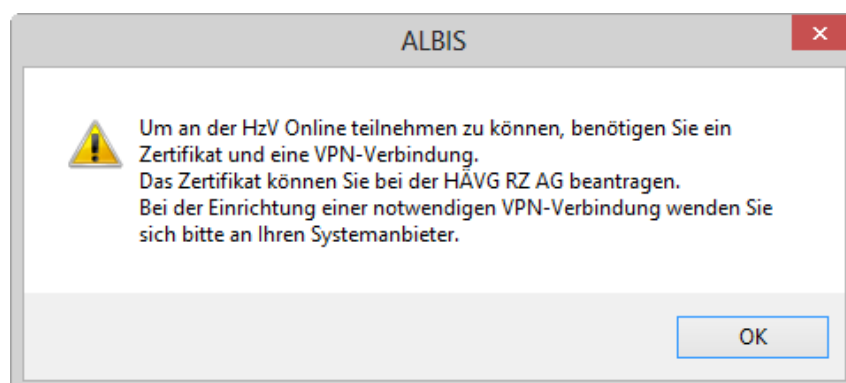 ALBIS
Um an der HzV Online teilnehmen zu können, benötigen Sie ein
Zertifikat und eine VPN-Verbindung.
Das Zertifikat können Sie bei der HÄVG RZ AG beantragen.
Bei der Einrichtung einer notwendigen VPN-Verbindung wenden Sie
sich bitte an Ihren Systemanbieter.
OK